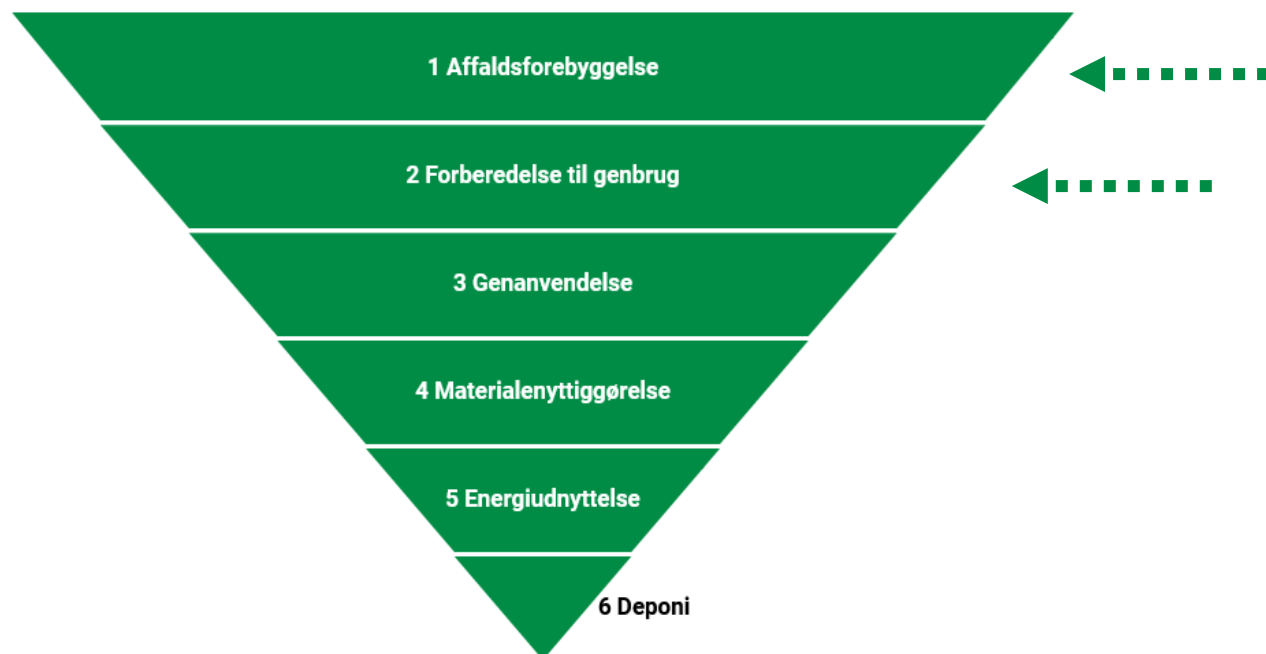 1 Affaldsforebyggelse
2 Forberedelse til genbrug
3 Genanvendelse
4 Materialenyttiggørelse
5 Energiudnyttelse
6 Deponi